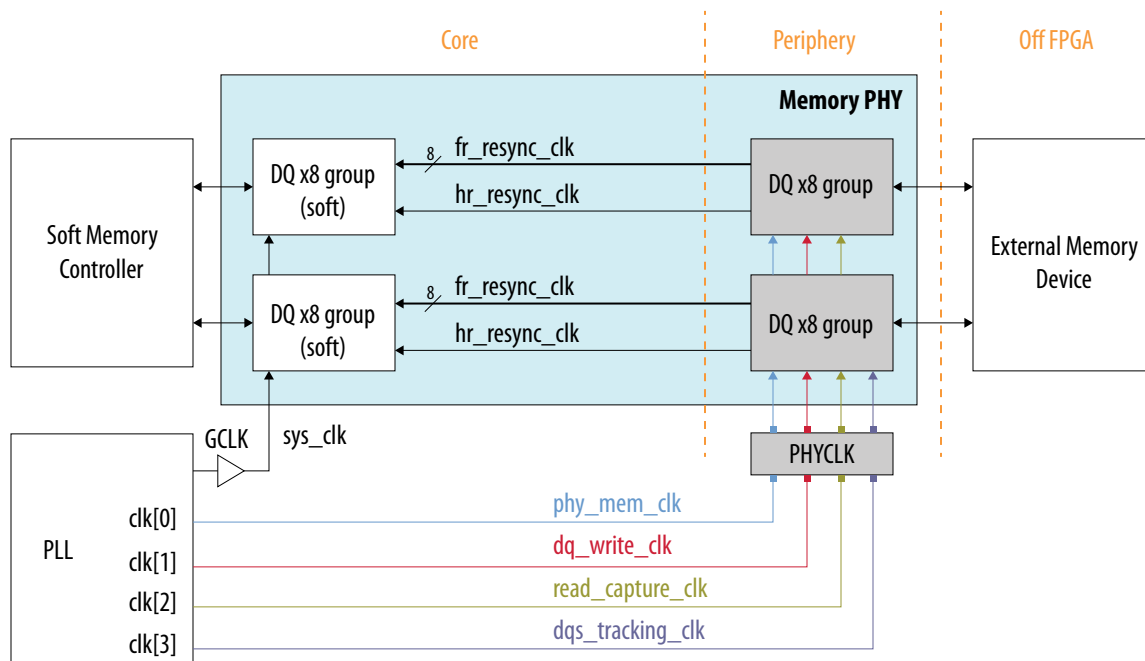 Core
Periphery
Off FPGA
Memory PHY
Soft Memory
Controller
DQ x8 group
(soft)
8
fr_resync_clk
hr_resync_clk
DQ x8 group
External Memory
Device
DQ x8 group
(soft)
8
fr_resync_clk
hr_resync_clk
DQ x8 group
GCLK
sys_clk
PHYCLK
PLL
clk[0]
phy_mem_clk
clk[1]
dq_write_clk
clk[2]
read_capture_clk
clk[3]
dqs_tracking_clk